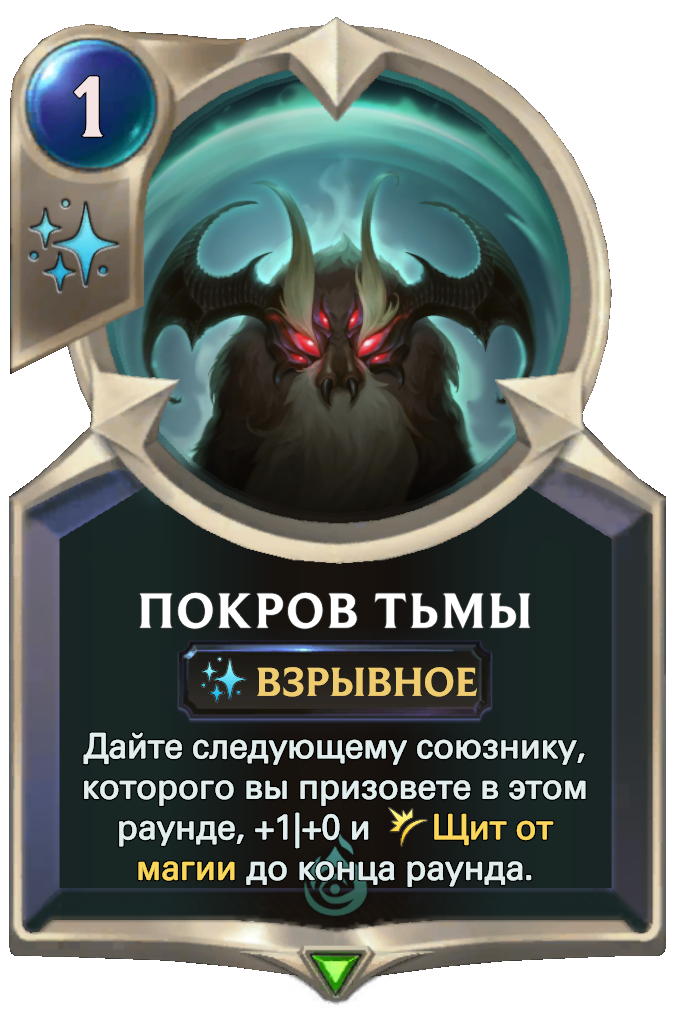 1
ПОКРОВ ТЬМЫ
ВЗРЫВНОЕ
Дайте следующему союзнику,
которого вы призовете в этом
раунде, +1|+0 и Щит от
магии до конца раунда.